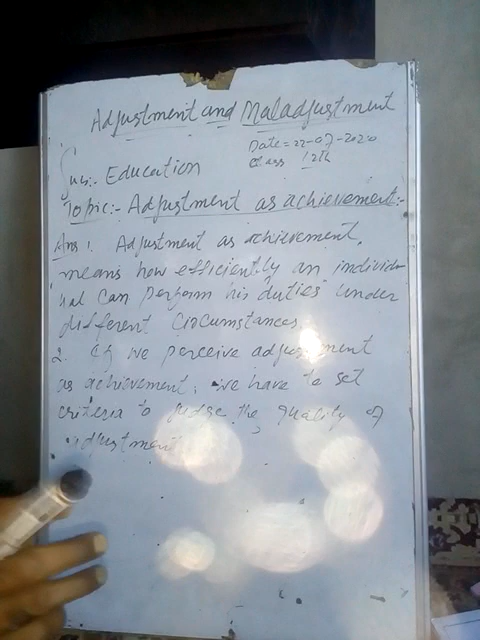 Adjustment and Maladjustment
Date = 22-07-2020
Class 12th
Sub:- Education
Topic:- Adjustment as achievement:-
Ans 1. Adjustment as achievement,
means how efficiently an individ
ual can perform his duties under
different circumstances.
2. If we perceive adjustment
as achievement, we have to set
criteria to judge the quality of
adjustment